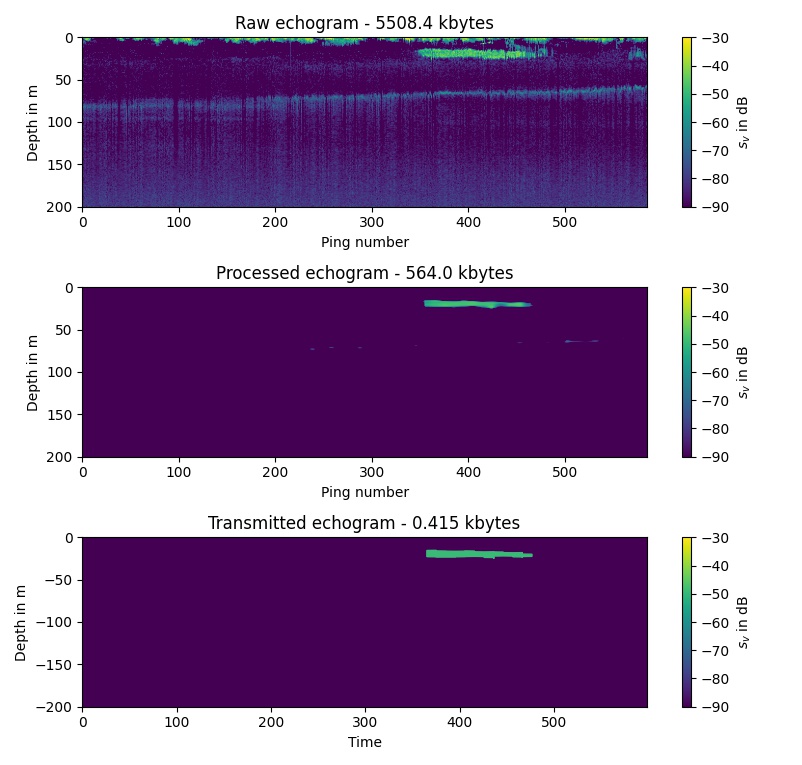 Raw echogram - 5508.4 kbytes
0
50
100
150
200
Depth in m
0 100 200 300 400 500
Ping number
−30
−40
−50
−60
−70
−80
−90
sᵥ in dB
Processed echogram - 564.0 kbytes
0
50
100
150
200
Depth in m
0 100 200 300 400 500
Ping number
−30
−40
−50
−60
−70
−80
−90
sᵥ in dB
Transmitted echogram - 0.415 kbytes
0
−50
−100
−150
−200
Depth in m
0 100 200 300 400 500
Time
−30
−40
−50
−60
−70
−80
−90
sᵥ in dB